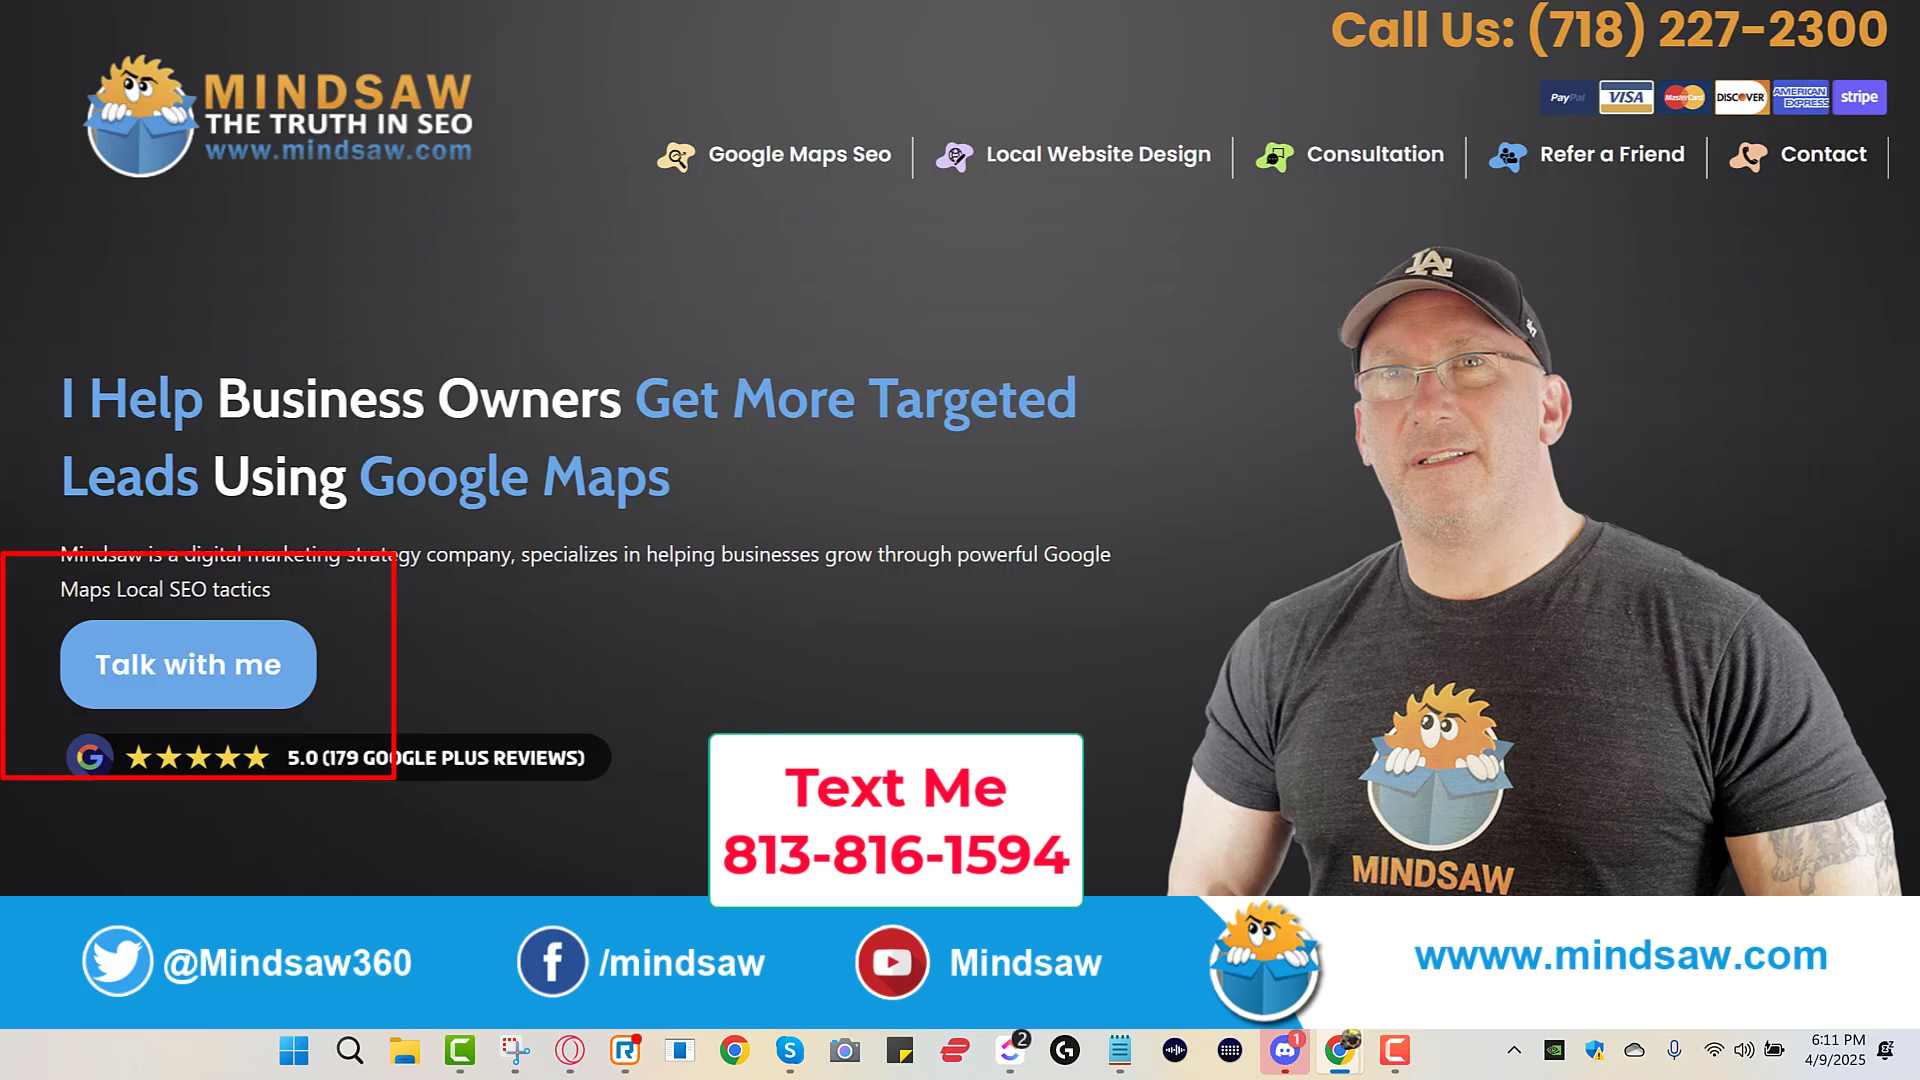 Call Us: (718) 227-2300
MINDSAW
THE TRUTH IN SEO
www.mindsaw.com
PayPal VISA MasterCard DISCOVER AMERICAN EXPRESS stripe
Google Maps Seo
Local Website Design
Consultation
Refer a Friend
Contact
LA
I Help Business Owners Get More Targeted
Leads Using Google Maps
Mindsaw is a digital marketing strategy company, specializes in helping businesses grow through powerful Google
Maps Local SEO tactics
Talk with me
G 5.0 (179 GOOGLE PLUS REVIEWS)
Text Me
813-816-1594
MINDSAW
@Mindsaw360
f /mindsaw
Mindsaw
wwww.mindsaw.com
2
1
6:11 PM
4/9/2025